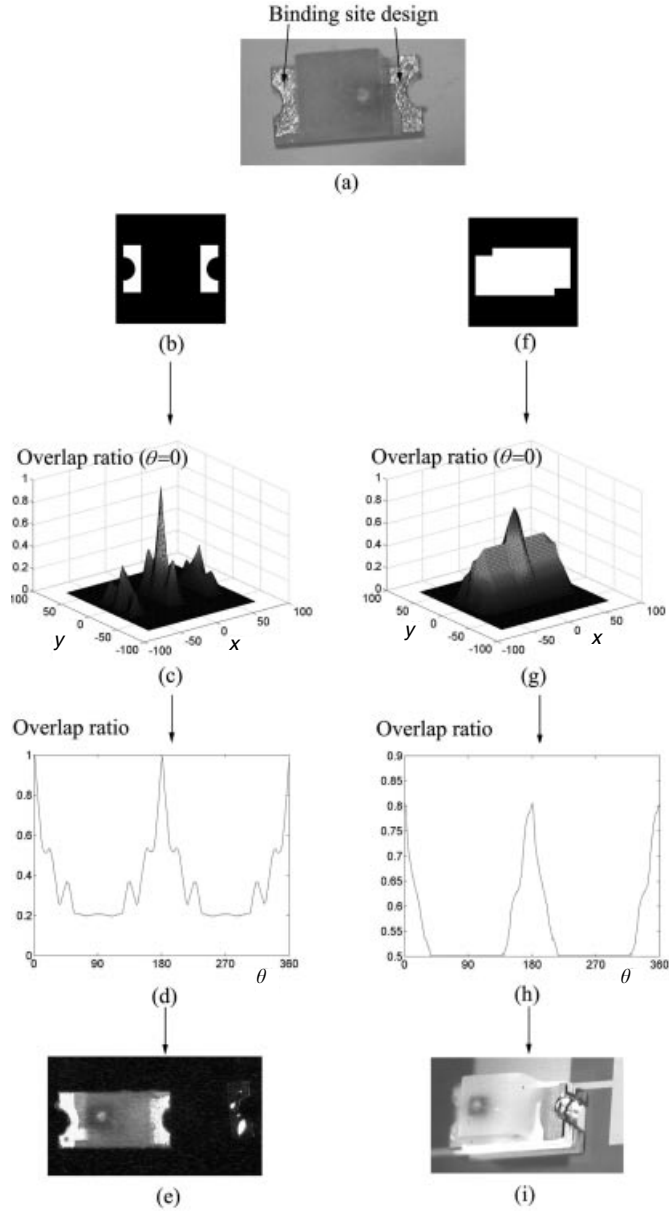 Binding site design
(a)
(b)
(f)
Overlap ratio (θ=0)
1
0.8
0.6
0.4
0.2
0
100
50
0
-50
-100
y
-100
-50
0
50
100
x
(c)
Overlap ratio (θ=0)
1
0.8
0.6
0.4
0.2
0
100
50
0
-50
-100
y
-100
-50
0
50
100
x
(g)
Overlap ratio
1
0.8
0.6
0.4
0.2
0
0
90
180
270
360
θ
(d)
Overlap ratio
0.9
0.85
0.8
0.75
0.7
0.65
0.6
0.55
0.5
0
90
180
270
360
θ
(h)
(e)
(i)